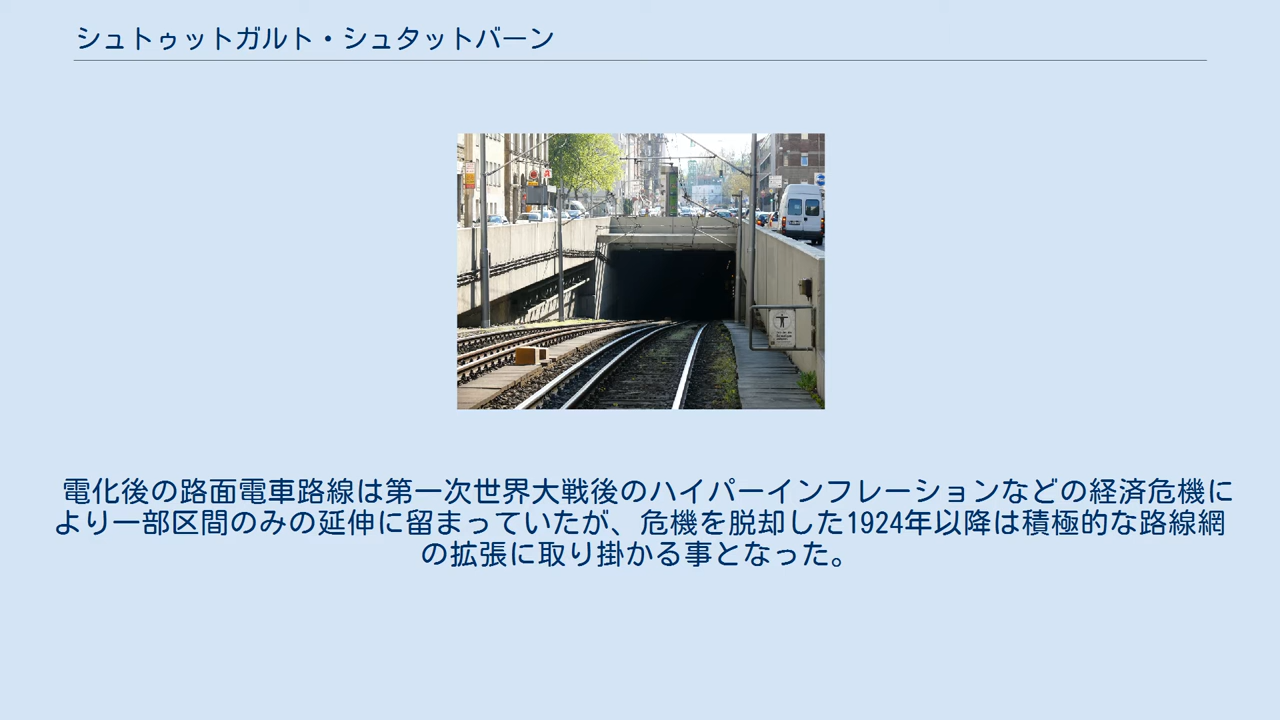 シュトゥットガルト・シュタットバーン
電化後の路面電車路線は第一次世界大戦後のハイパーインフレーションなどの経済危機に
より一部区間のみの延伸に留まっていたが、危機を脱却した1924年以降は積極的な路線網
の拡張に取り掛かる事となった。